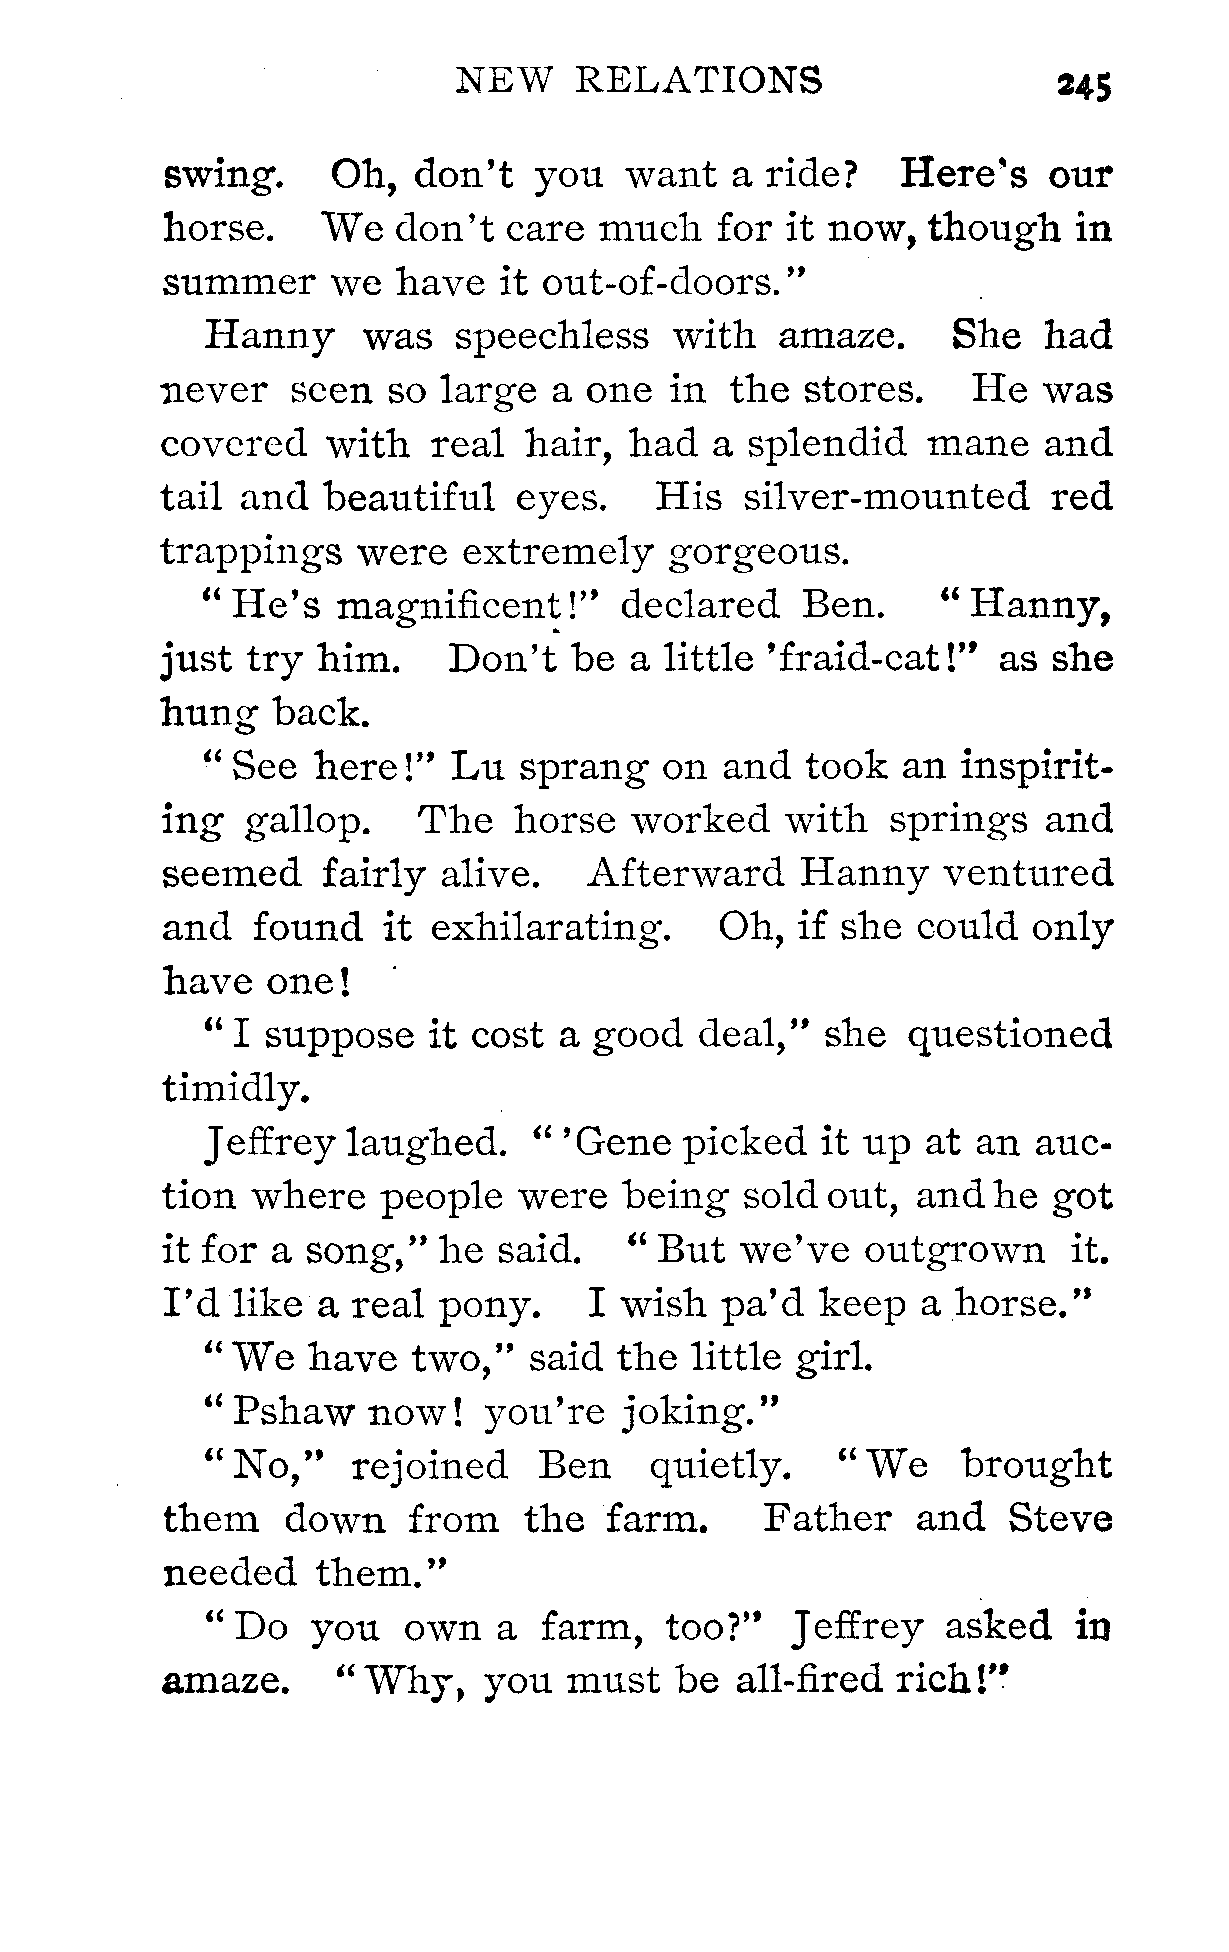 NEW RELATIONS 245
swing. Oh, don't you want a ride? Here's our
horse. We don't care much for it now, though in
summer we have it out-of-doors."
Hanny was speechless with amaze. She had
never seen so large a one in the stores. He was
covered with real hair, had a splendid mane and
tail and beautiful eyes. His silver-mounted red
trappings were extremely gorgeous.
"He's magnificent!" declared Ben. "Hanny,
just try him. Don't be a little 'fraid-cat!" as she
hung back.
"See here!" Lu sprang on and took an inspirit-
ing gallop. The horse worked with springs and
seemed fairly alive. Afterward Hanny ventured
and found it exhilarating. Oh, if she could only
have one!
"I suppose it cost a good deal," she questioned
timidly.
Jeffrey laughed. "'Gene picked it up at an auc-
tion where people were being sold out, and he got
it for a song," he said. "But we've outgrown it.
I'd like a real pony. I wish pa'd keep a horse."
"We have two," said the little girl.
"Pshaw now! you're joking."
"No," rejoined Ben quietly. "We brought
them down from the farm. Father and Steve
needed them."
"Do you own a farm, too?" Jeffrey asked in
amaze. "Why, you must be all-fired rich!"